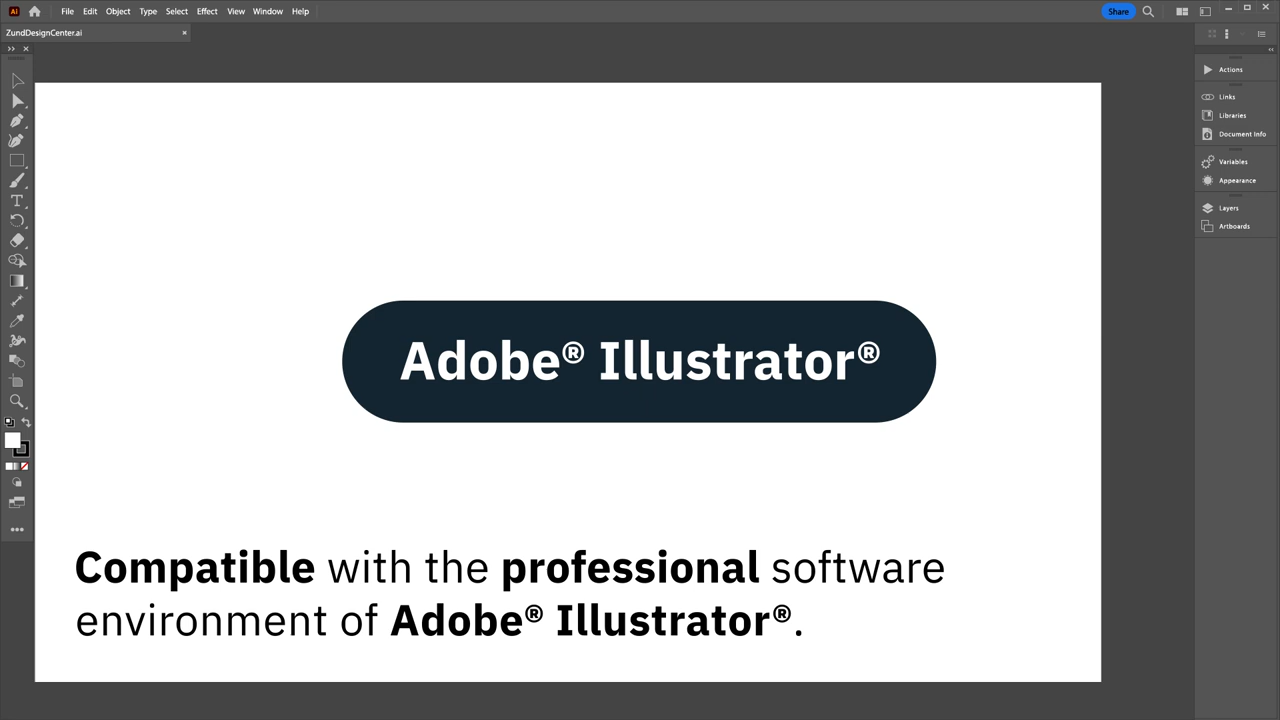 File Edit Object Type Select Effect View Window Help Share
ZundDesignCenter.ai
Actions
Links
Libraries
Document Info
Variables
Appearance
Layers
Artboards
Adobe® Illustrator®
Compatible with the professional software
environment of Adobe® Illustrator®.